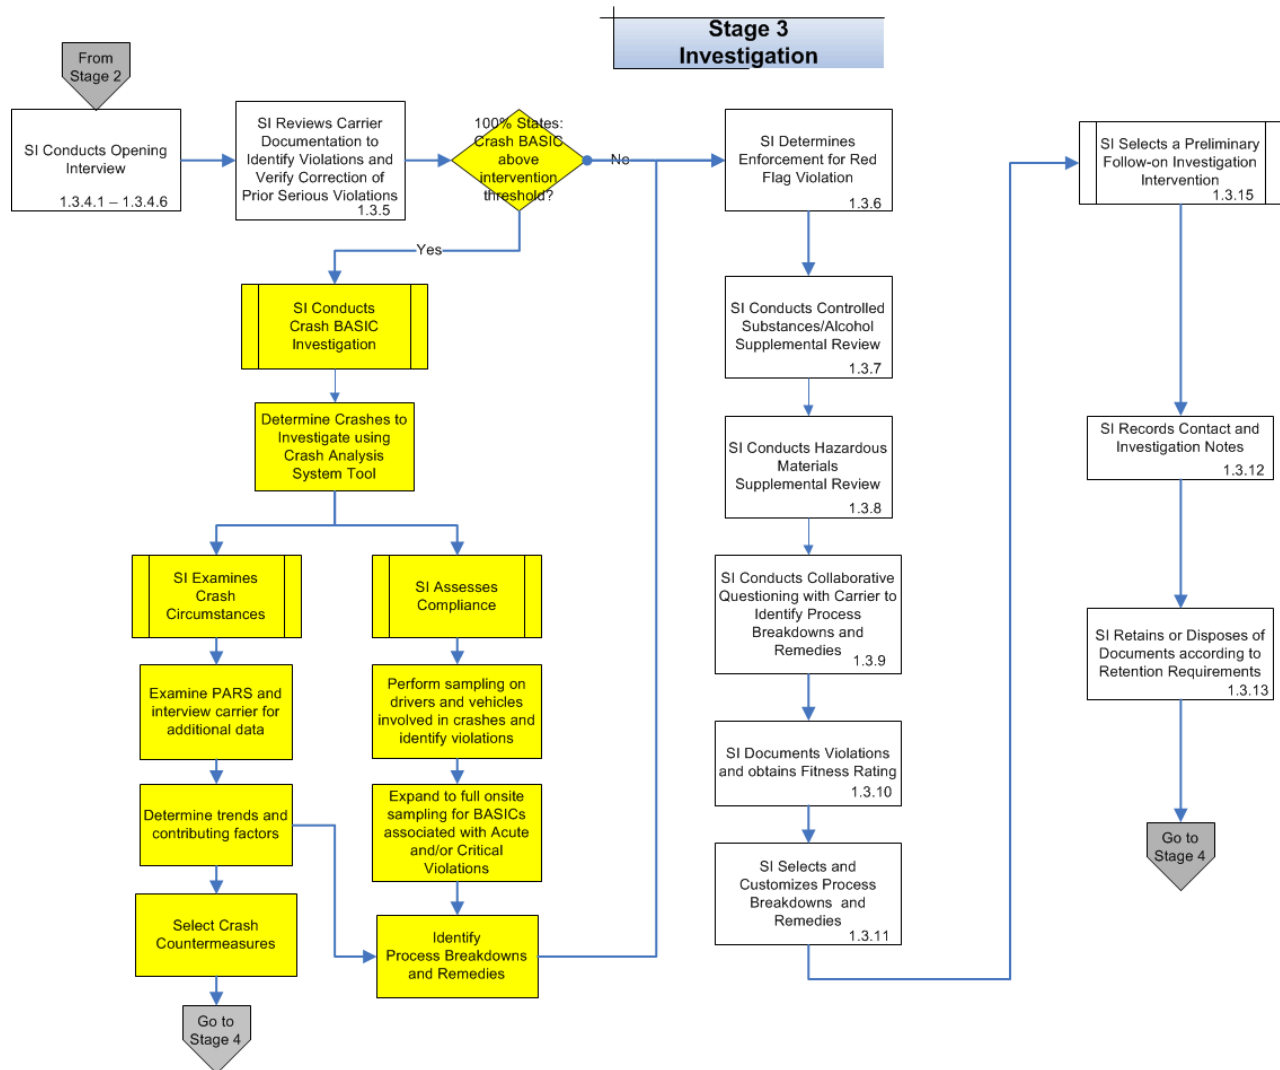 Stage 3
Investigation
From
Stage 2
SI Conducts Opening
Interview
1.3.4.1 – 1.3.4.6
SI Reviews Carrier
Documentation to
Identify Violations and
Verify Correction of
Prior Serious Violations
1.3.5
100% States:
Crash BASIC
above
intervention
threshold?
No
Yes
SI Conducts
Crash BASIC
Investigation
Determine Crashes to
Investigate using
Crash Analysis
System Tool
SI Examines
Crash
Circumstances
SI Assesses
Compliance
Examine PARS and
interview carrier for
additional data
Perform sampling on
drivers and vehicles
involved in crashes and
identify violations
Determine trends and
contributing factors
Expand to full onsite
sampling for BASICs
associated with Acute
and/or Critical
Violations
Select Crash
Countermeasures
Identify
Process Breakdowns
and Remedies
Go to
Stage 4
SI Determines
Enforcement for Red
Flag Violation
1.3.6
SI Conducts Controlled
Substances/Alcohol
Supplemental Review
1.3.7
SI Conducts Hazardous
Materials
Supplemental Review
1.3.8
SI Conducts Collaborative
Questioning with Carrier to
Identify Process
Breakdowns and
Remedies
1.3.9
SI Documents Violations
and obtains Fitness Rating
1.3.10
SI Selects and
Customizes Process
Breakdowns and
Remedies
1.3.11
SI Selects a Preliminary
Follow-on Investigation
Intervention
1.3.15
SI Records Contact and
Investigation Notes
1.3.12
SI Retains or Disposes of
Documents according to
Retention Requirements
1.3.13
Go to
Stage 4